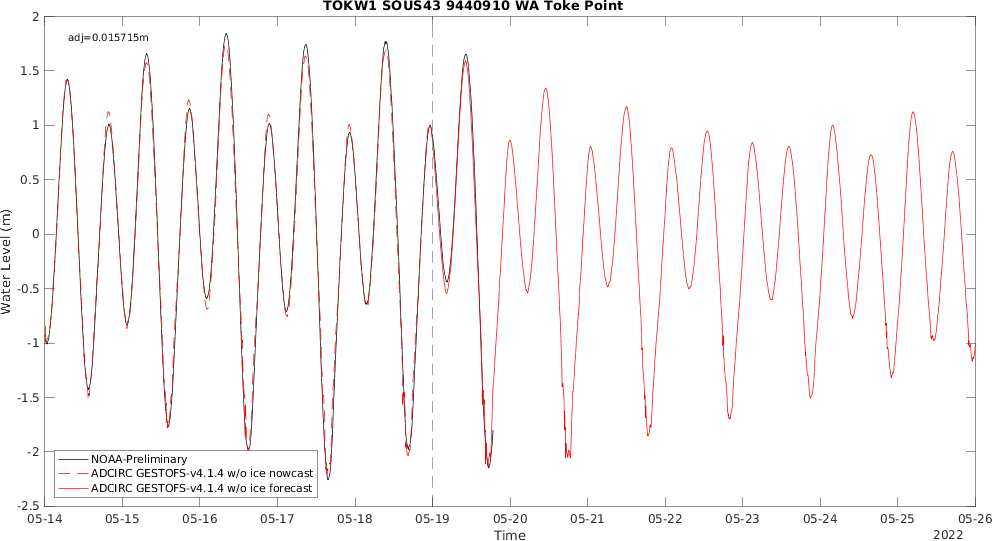 TOKW1 SOUS43 9440910 WA Toke Point
adj=0.015715m
Water Level (m)
2
1.5
1
0.5
0
-0.5
-1
-1.5
-2
-2.5
NOAA-Preliminary
ADCIRC GESTOFS-v4.1.4 w/o ice nowcast
ADCIRC GESTOFS-v4.1.4 w/o ice forecast
05-14 05-15 05-16 05-17 05-18 05-19 05-20 05-21 05-22 05-23 05-24 05-25 05-26
Time
2022